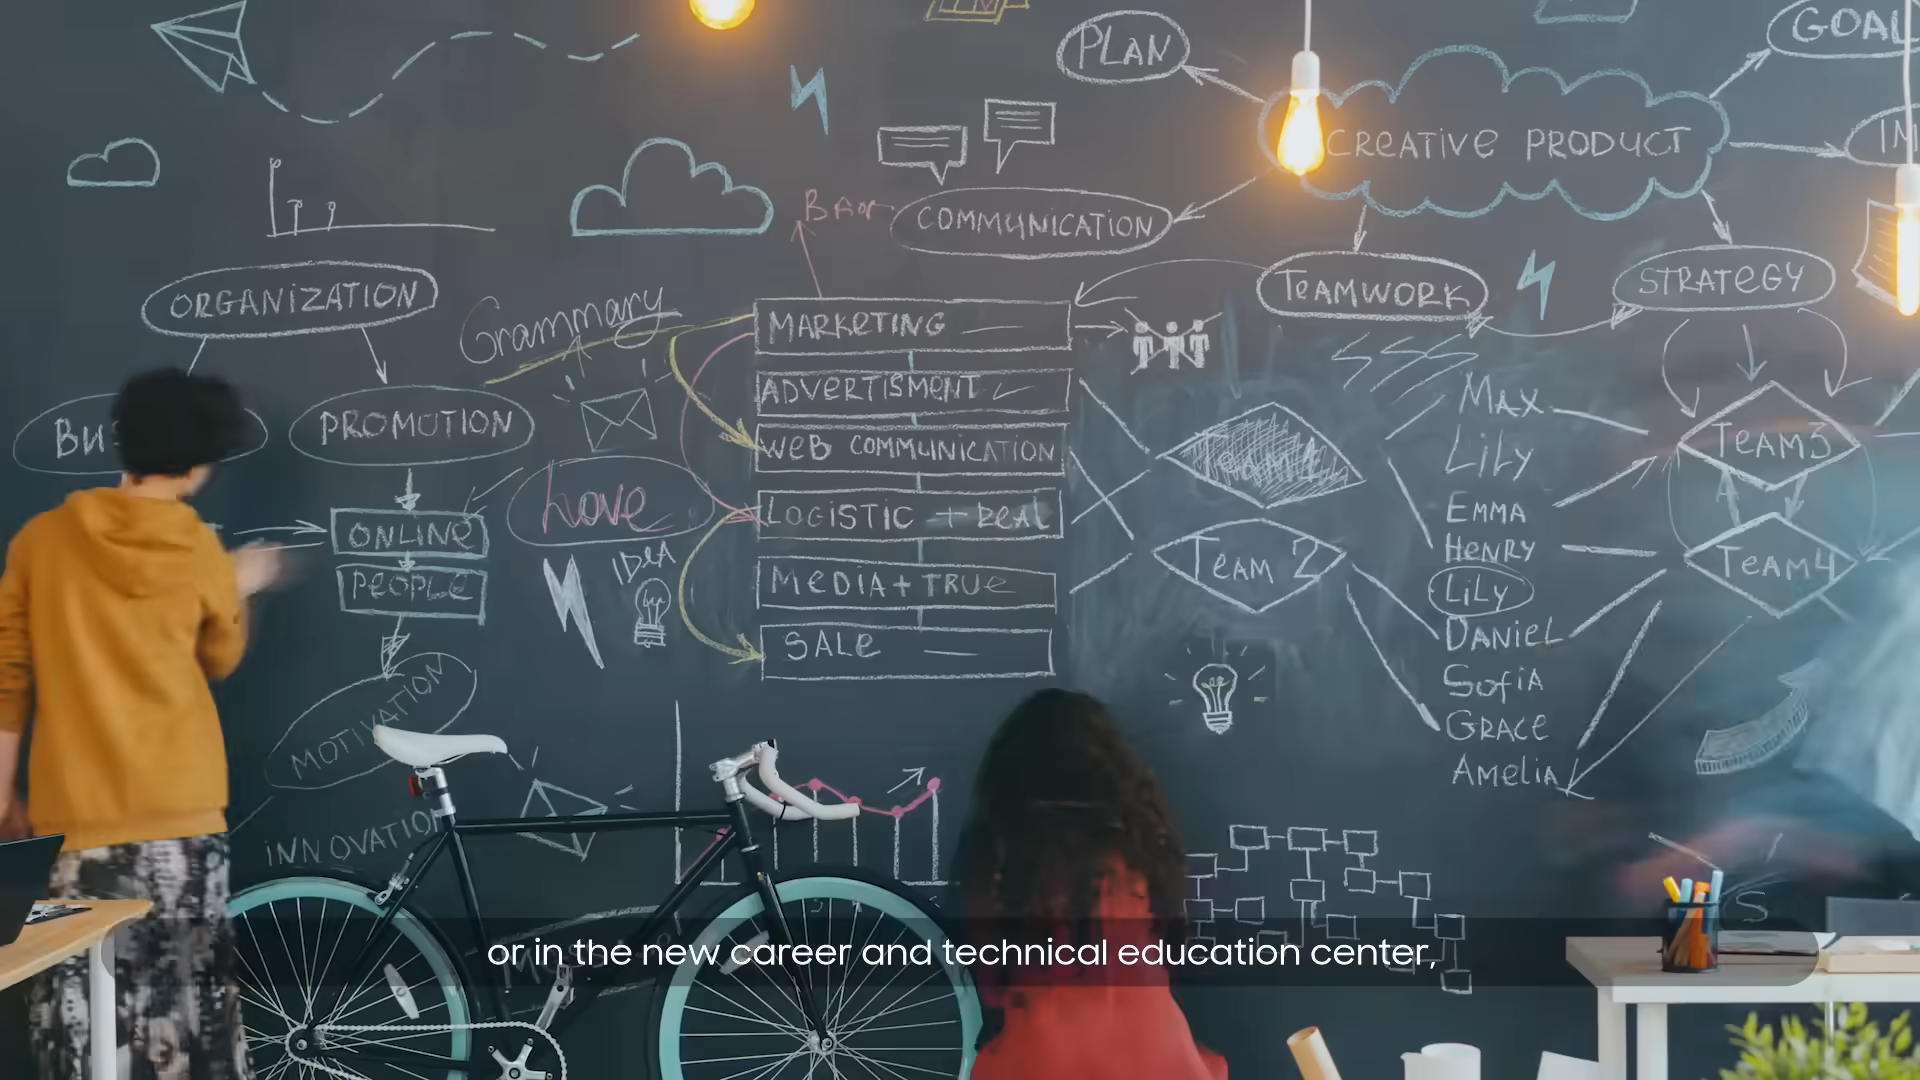 PLAN
GOAL
CREATIVE PRODUCT
COMMUNICATION
ORGANIZATION
TEAMWORK
STRATEGY
Grammary
MARKETING
ADVERTISMENT
WEB COMMUNICATION
LOGISTIC + REAL
MEDIA + TRUE
SALE
PROMOTION
Love
IDEA
ONLINE
PEOPLE
MOTIVATION
INNOVATION
TEAM 2
MAX
LILY
EMMA
HENRY
LILY
DANIEL
SOFIA
GRACE
AMELIA
TEAM3
TEAM4
or in the new career and technical education center,